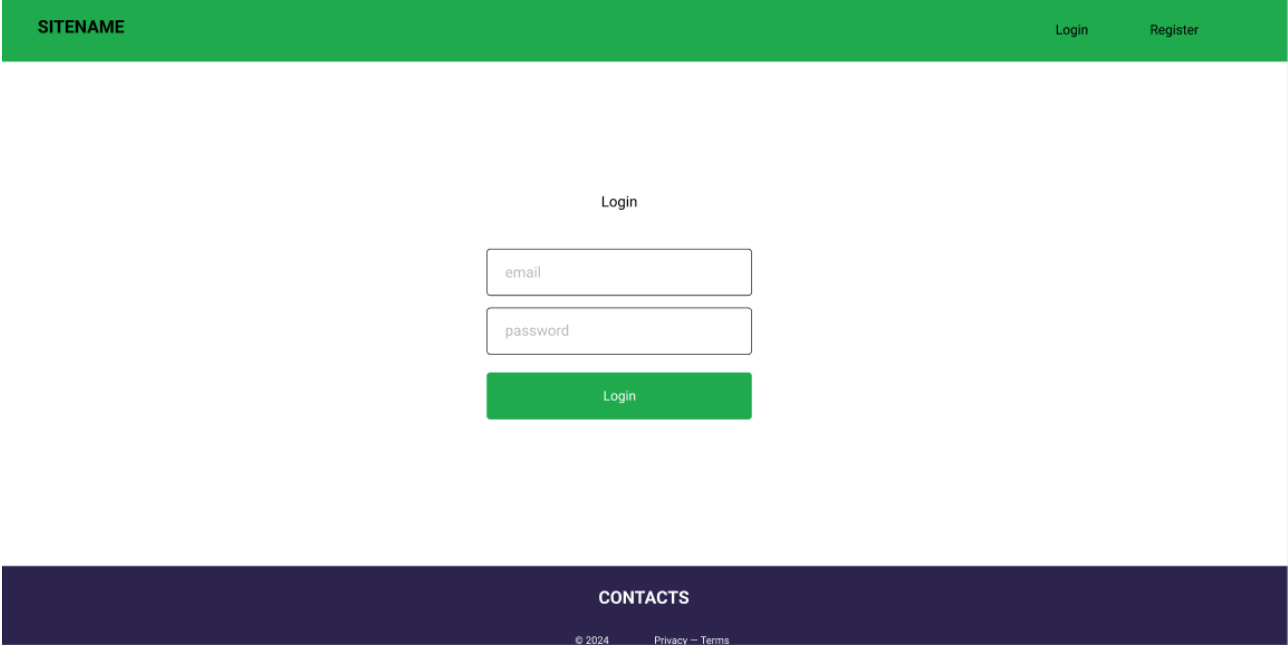 SITENAME Login Register
Login
email
password
Login
CONTACTS
© 2024 Privacy — Terms